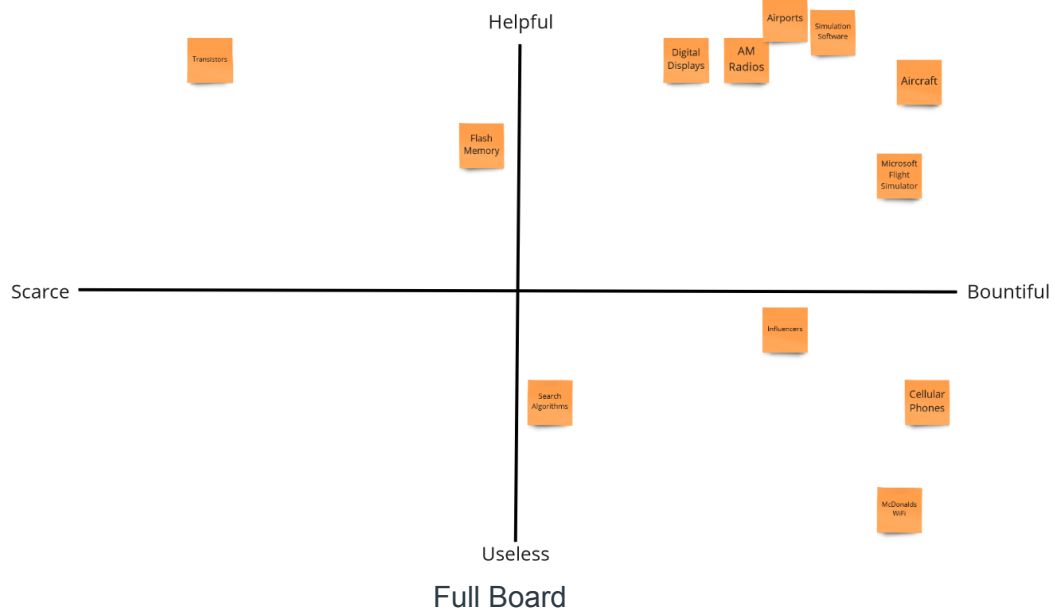 Helpful
Airports
Simulation
Software
Transistors
Digital
Displays
AM
Radios
Aircraft
Flash
Memory
Microsoft
Flight
Simulator
Scarce
Bountiful
Influencers
Search
Algorithms
Cellular
Phones
McDonalds
WiFi
Useless
Full Board